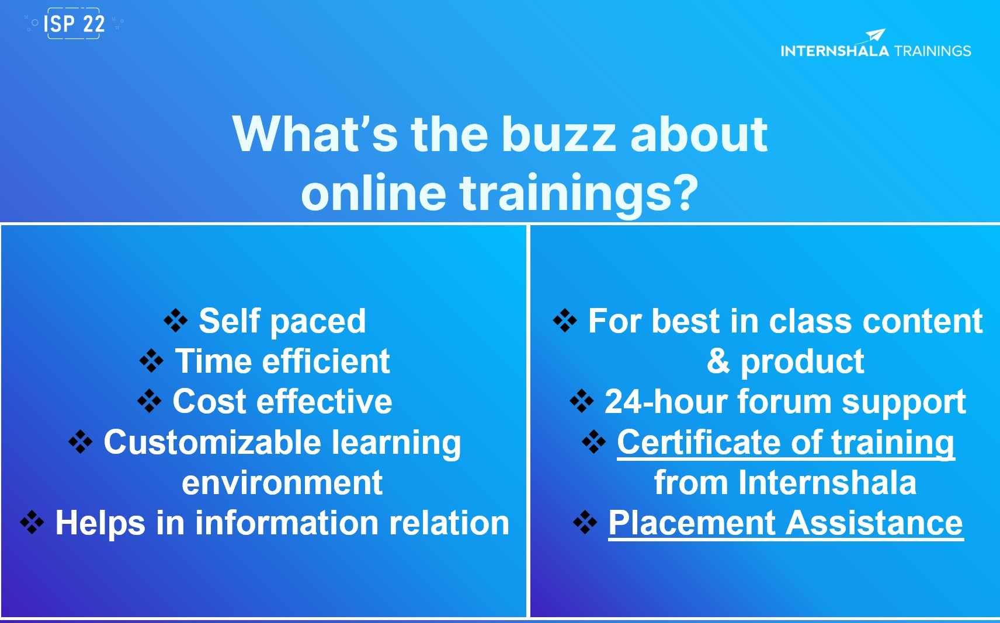 ISP 22
INTERNSHALA TRAININGS
What’s the buzz about
online trainings?
❖ Self paced
❖ Time efficient
❖ Cost effective
❖ Customizable learning
environment
❖ Helps in information relation
❖ For best in class content
& product
❖ 24-hour forum support
❖ Certificate of training
from Internshala
❖ Placement Assistance